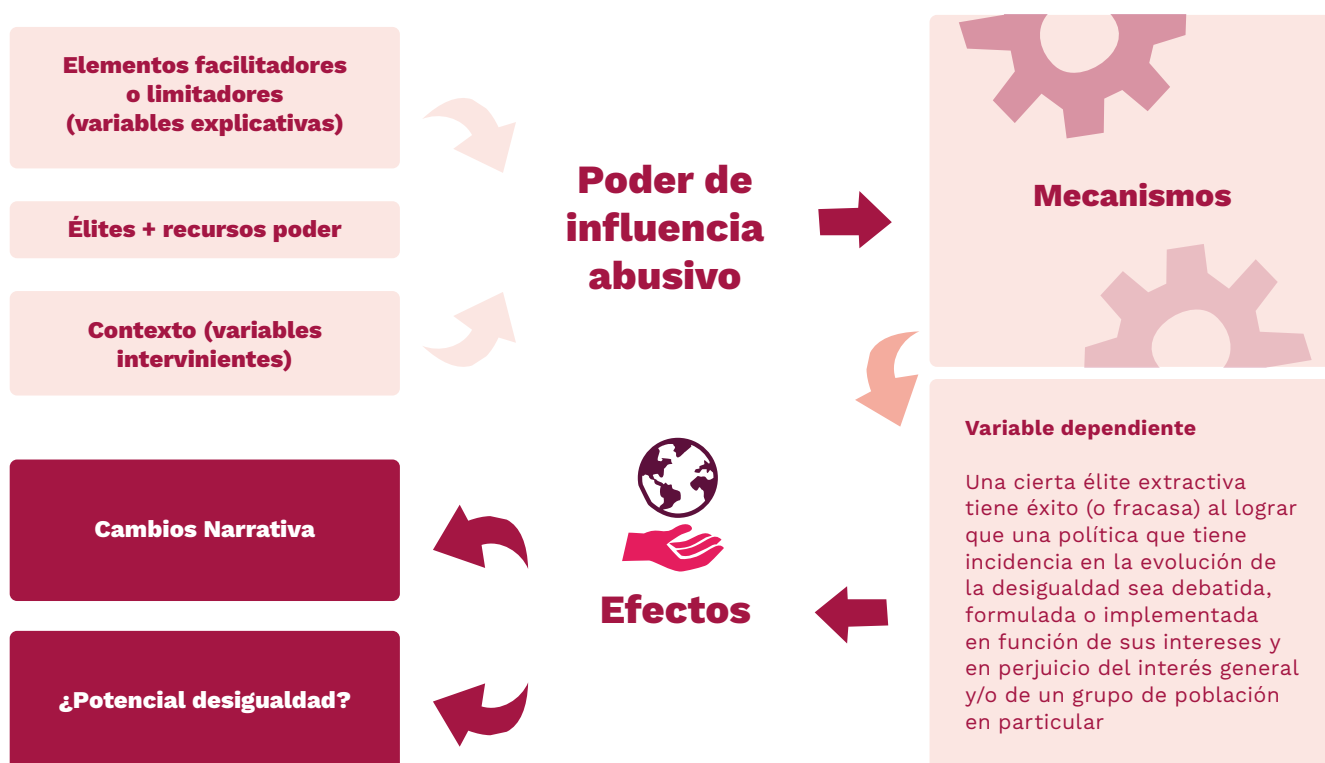 Elementos facilitadores
o limitadores
(variables explicativas)
Élites + recursos poder
Contexto (variables
intervinientes)
Poder de
influencia
abusivo
Mecanismos
Variable dependiente
Una cierta élite extractiva
tiene éxito (o fracasa) al lograr
que una política que tiene
incidencia en la evolución de
la desigualdad sea debatida,
formulada o implementada
en función de sus intereses y
en perjuicio del interés general
y/o de un grupo de población
en particular
Efectos
Cambios Narrativa
¿Potencial desigualdad?